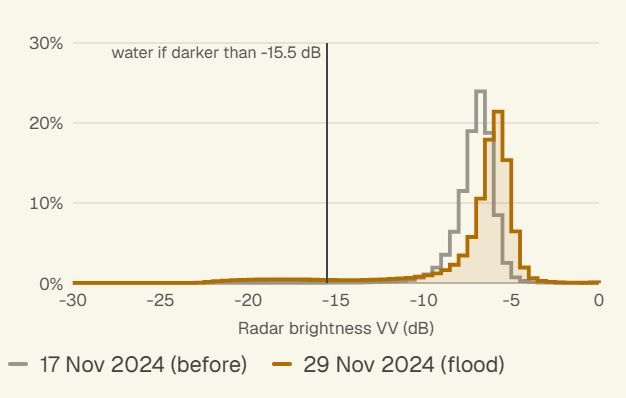 30%
water if darker than -15.5 dB
20%
10%
0%
-30 -25 -20 -15 -10 -5 0
Radar brightness VV (dB)
17 Nov 2024 (before) 29 Nov 2024 (flood)